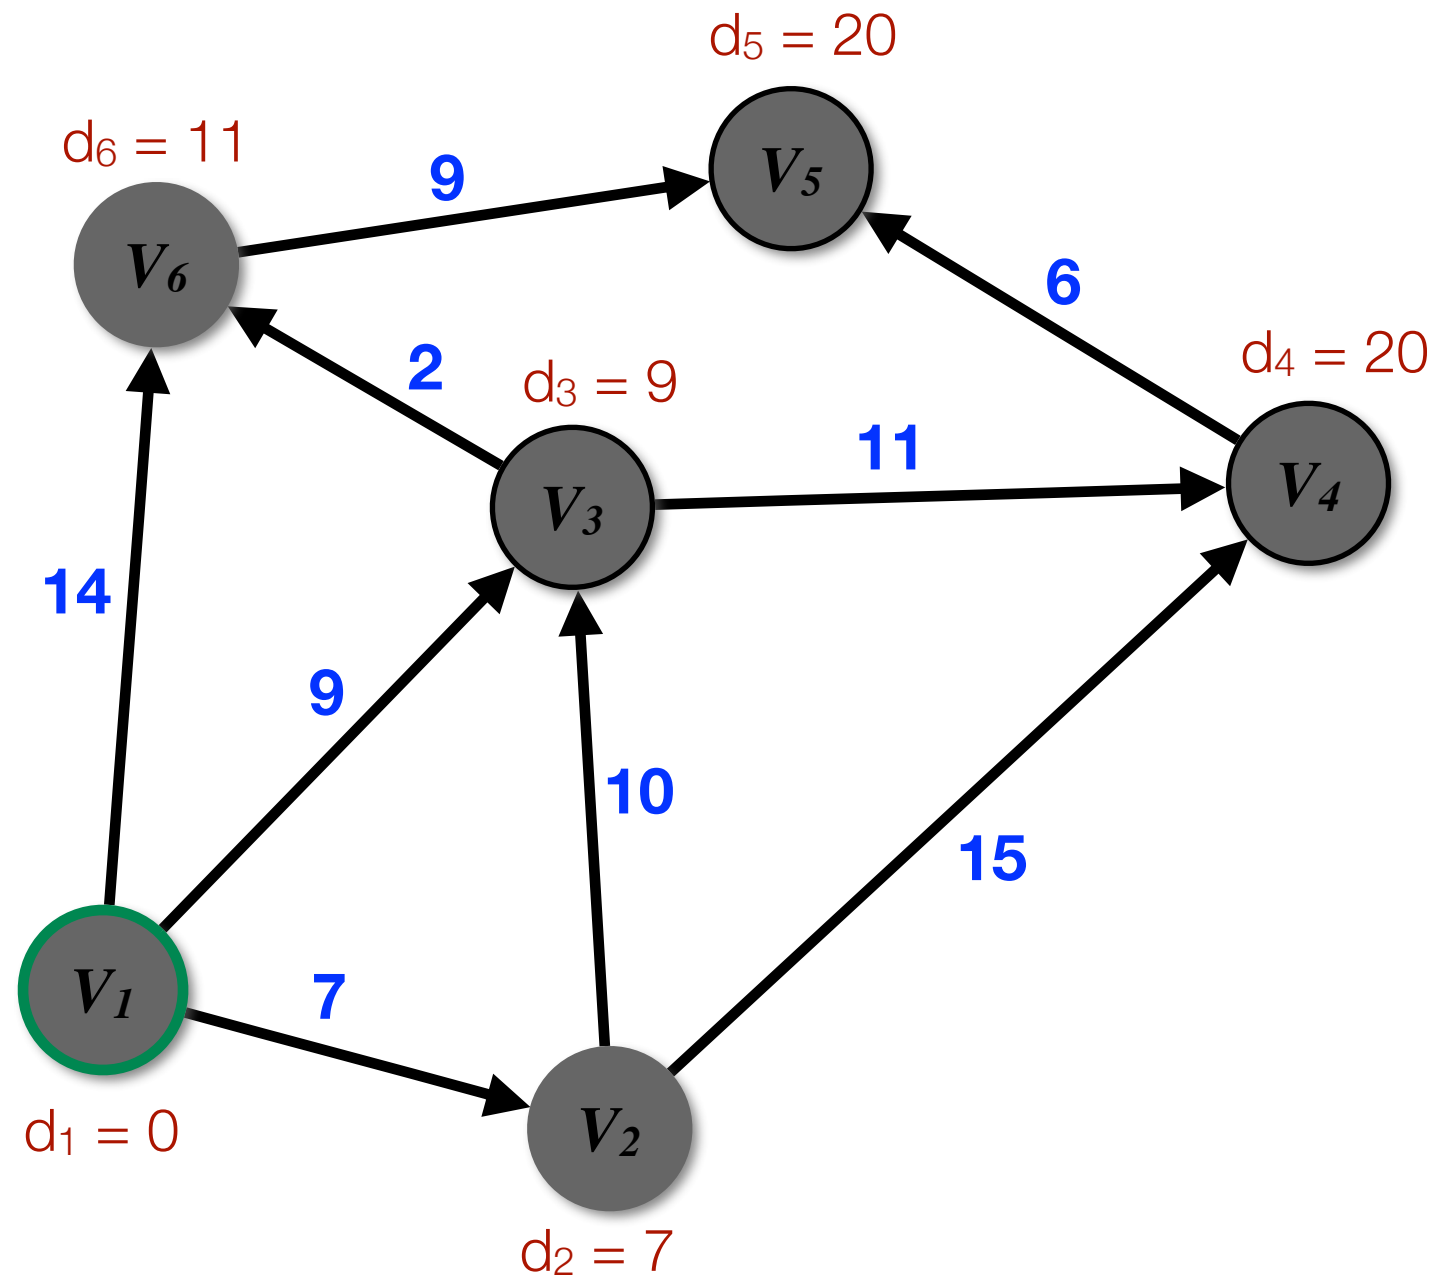 d5 = 20
d6 = 11
9
V5
V6
6
2
d3 = 9
d4 = 20
11
V3
V4
14
9
10
15
V1
7
V2
d1 = 0
d2 = 7